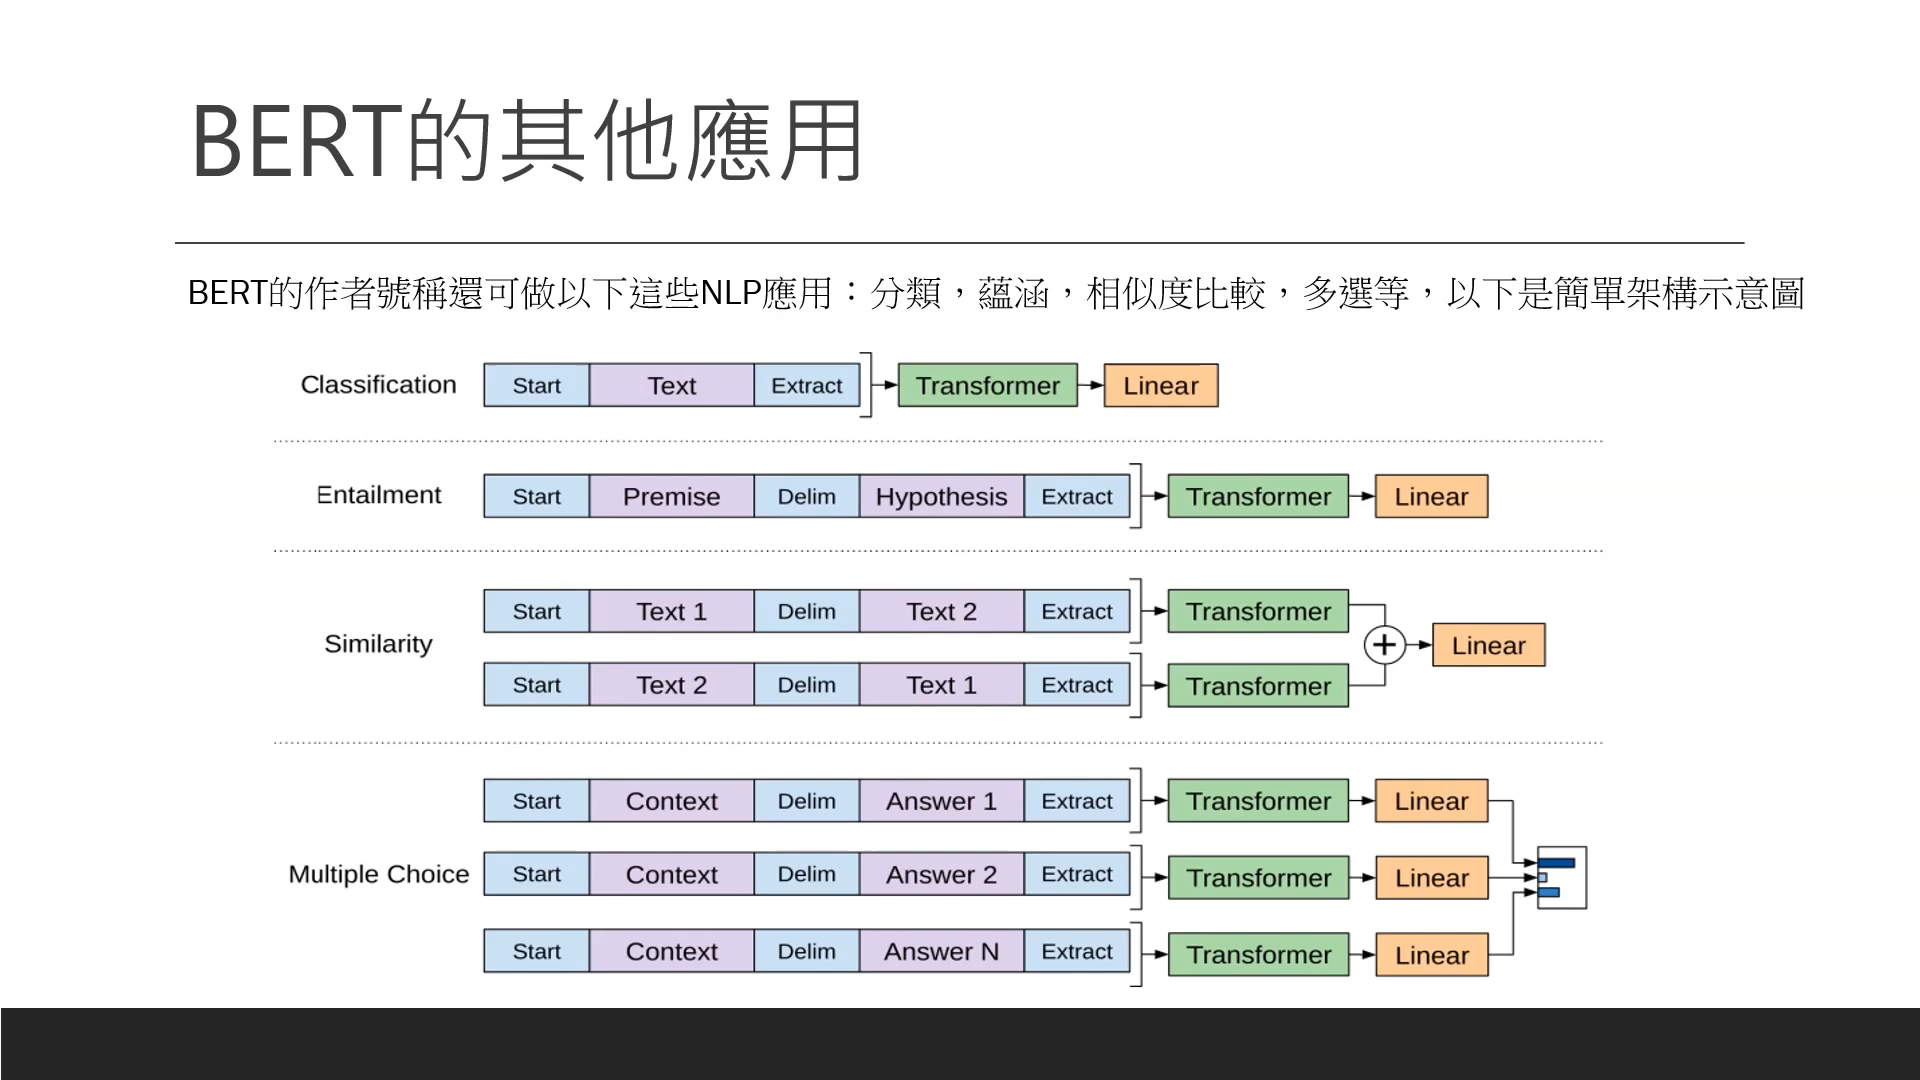 BERT的其他應用
BERT的作者號稱還可做以下這些NLP應用：分類，蘊涵，相似度比較，多選等，以下是簡單架構示意圖
Classification Start Text Extract Transformer Linear
Entailment Start Premise Delim Hypothesis Extract Transformer Linear
Start Text 1 Delim Text 2 Extract Transformer
Similarity + Linear
Start Text 2 Delim Text 1 Extract Transformer
Start Context Delim Answer 1 Extract Transformer Linear
Multiple Choice Start Context Delim Answer 2 Extract Transformer Linear
Start Context Delim Answer N Extract Transformer Linear